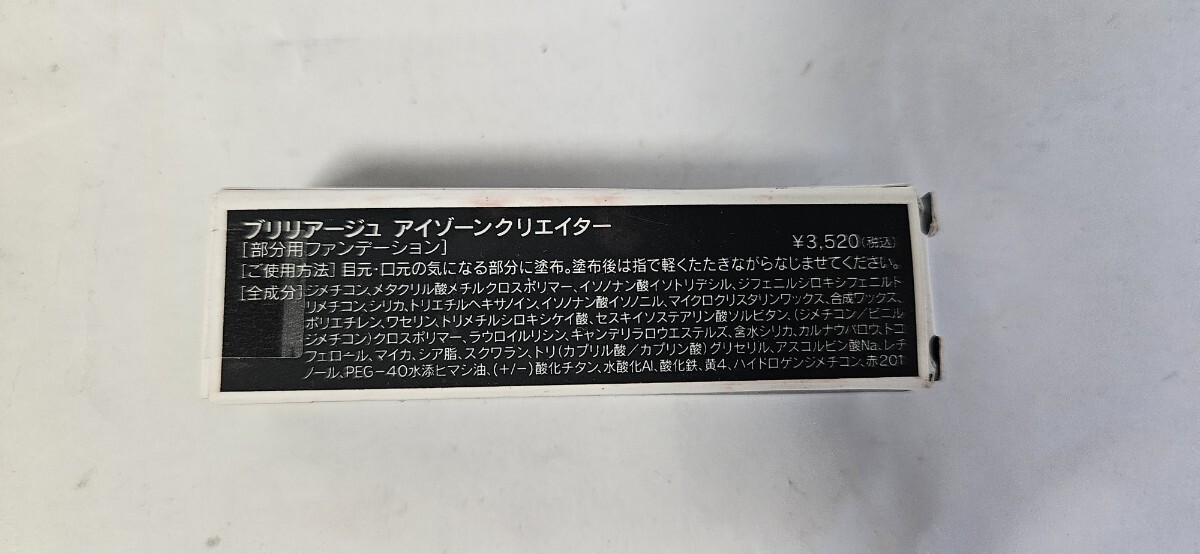 ブリリアージュ アイゾーンクリエイター
[部分用ファンデーション] ¥3,520(税込)
[ご使用方法] 目元・口元の気になる部分に塗布。塗布後は指で軽くたたきながらなじませてください。
[全成分] ジメチコン、メタクリル酸メチルクロスポリマー、イソノナン酸イソトリデシル、ジフェニルシロキシフェニルト
リメチコン、シリカ、トリエチルヘキサノイン、イソノナン酸イソノニル、マイクロクリスタリンワックス、合成ワックス、
ポリエチレン、ワセリン、トリメチルシロキシケイ酸、セスキイソステアリン酸ソルビタン、(ジメチコン/ビニル
ジメチコン)クロスポリマー、ラウロイルリシン、キャンデリラロウエステルズ、含水シリカ、カルナウバロウ、トコ
フェロール、マイカ、シア脂、スクワラン、トリ(カプリル酸/カプリン酸)グリセリル、アスコルビン酸Na、レチ
ノール、PEG-40水添ヒマシ油、(+/-)酸化チタン、水酸化Al、酸化鉄、黄4、ハイドロゲンジメチコン、赤201